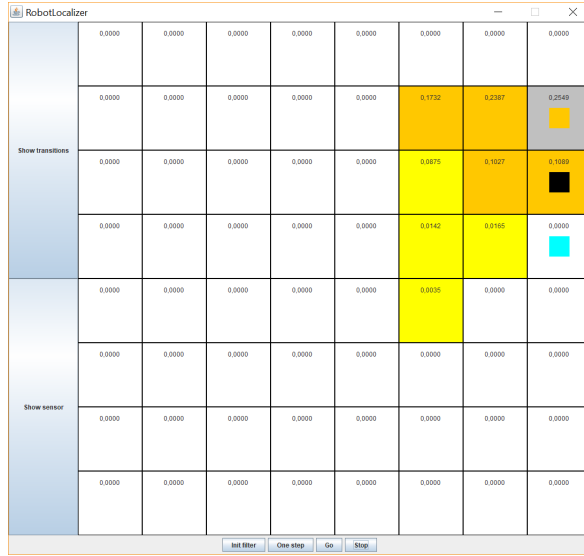 RobotLocalizer
0,0000 0,0000 0,0000 0,0000 0,0000 0,0000 0,0000 0,0000
0,0000 0,0000 0,0000 0,0000 0,0000 0,1732 0,2387 0,2549
Show transitions
0,0000 0,0000 0,0000 0,0000 0,0000 0,0875 0,1027 0,1089
0,0000 0,0000 0,0000 0,0000 0,0000 0,0142 0,0165 0,0000
0,0000 0,0000 0,0000 0,0000 0,0000 0,0035 0,0000 0,0000
0,0000 0,0000 0,0000 0,0000 0,0000 0,0000 0,0000 0,0000
Show sensor
0,0000 0,0000 0,0000 0,0000 0,0000 0,0000 0,0000 0,0000
0,0000 0,0000 0,0000 0,0000 0,0000 0,0000 0,0000 0,0000
Init filter One step Go Stop